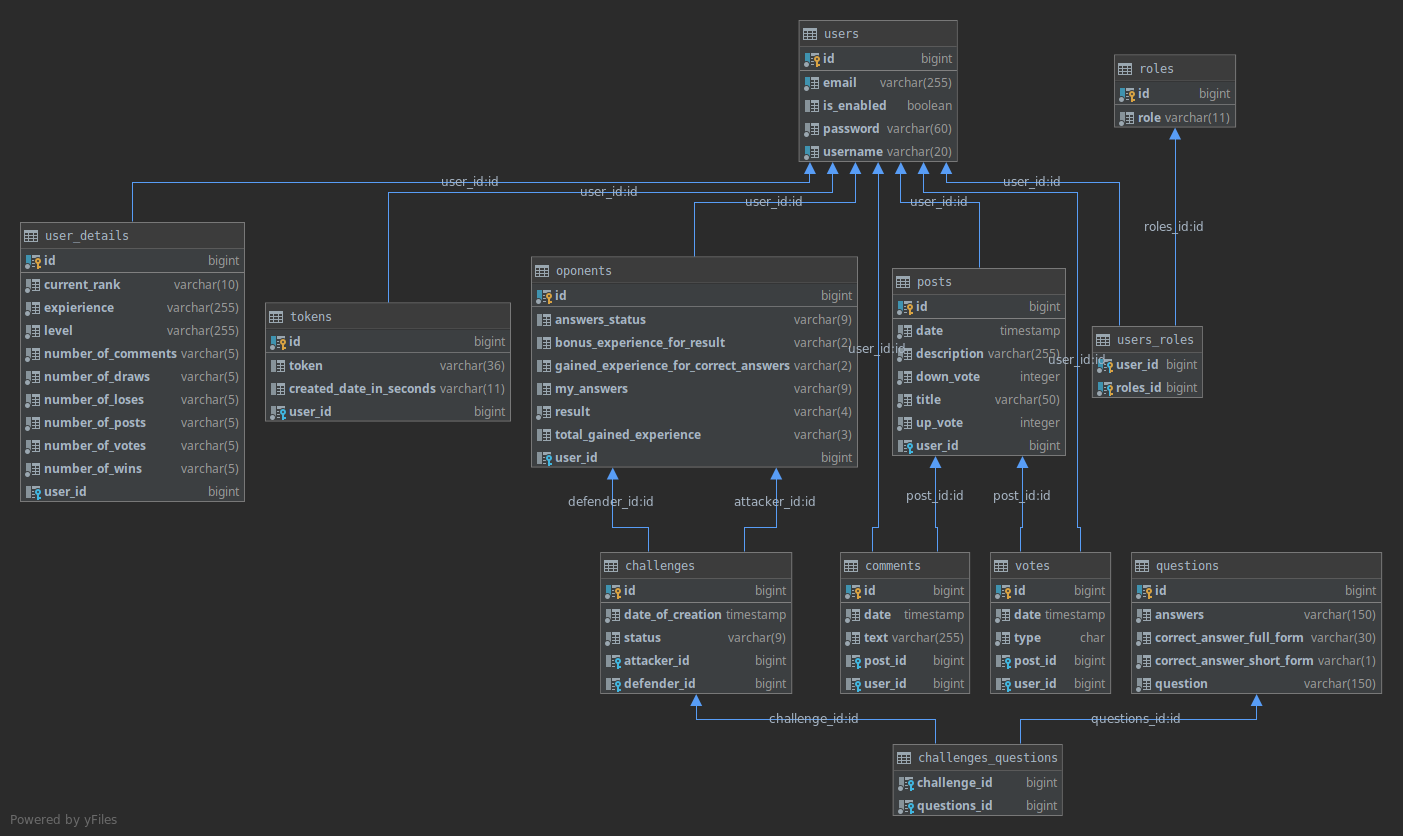 users
id bigint
email varchar(255)
is_enabled boolean
password varchar(60)
username varchar(20)
roles
id bigint
role varchar(11)
user_id:id
user_id:id
user_id:id
user_id:id
user_id:id
roles_id:id
user_details
id bigint
current_rank varchar(10)
expierience varchar(255)
level varchar(255)
number_of_comments varchar(5)
number_of_draws varchar(5)
number_of_loses varchar(5)
number_of_posts varchar(5)
number_of_votes varchar(5)
number_of_wins varchar(5)
user_id bigint
tokens
id bigint
token varchar(36)
created_date_in_seconds varchar(11)
user_id bigint
oponents
id bigint
answers_status varchar(9)
bonus_experience_for_result varchar(2)
gained_experience_for_correct_answers varchar(2)
my_answers varchar(9)
result varchar(4)
total_gained_experience varchar(3)
user_id bigint
user_id:id
posts
id bigint
date timestamp
description varchar(255)
down_vote integer
title varchar(50)
up_vote integer
user_id bigint
user_id:id
users_roles
user_id bigint
roles_id bigint
defender_id:id
attacker_id:id
post_id:id
post_id:id
challenges
id bigint
date_of_creation timestamp
status varchar(9)
attacker_id bigint
defender_id bigint
comments
id bigint
date timestamp
text varchar(255)
post_id bigint
user_id bigint
votes
id bigint
date timestamp
type char
post_id bigint
user_id bigint
questions
id bigint
answers varchar(150)
correct_answer_full_form varchar(30)
correct_answer_short_form varchar(1)
question varchar(150)
challenge_id:id
questions_id:id
challenges_questions
challenge_id bigint
questions_id bigint
Powered by yFiles